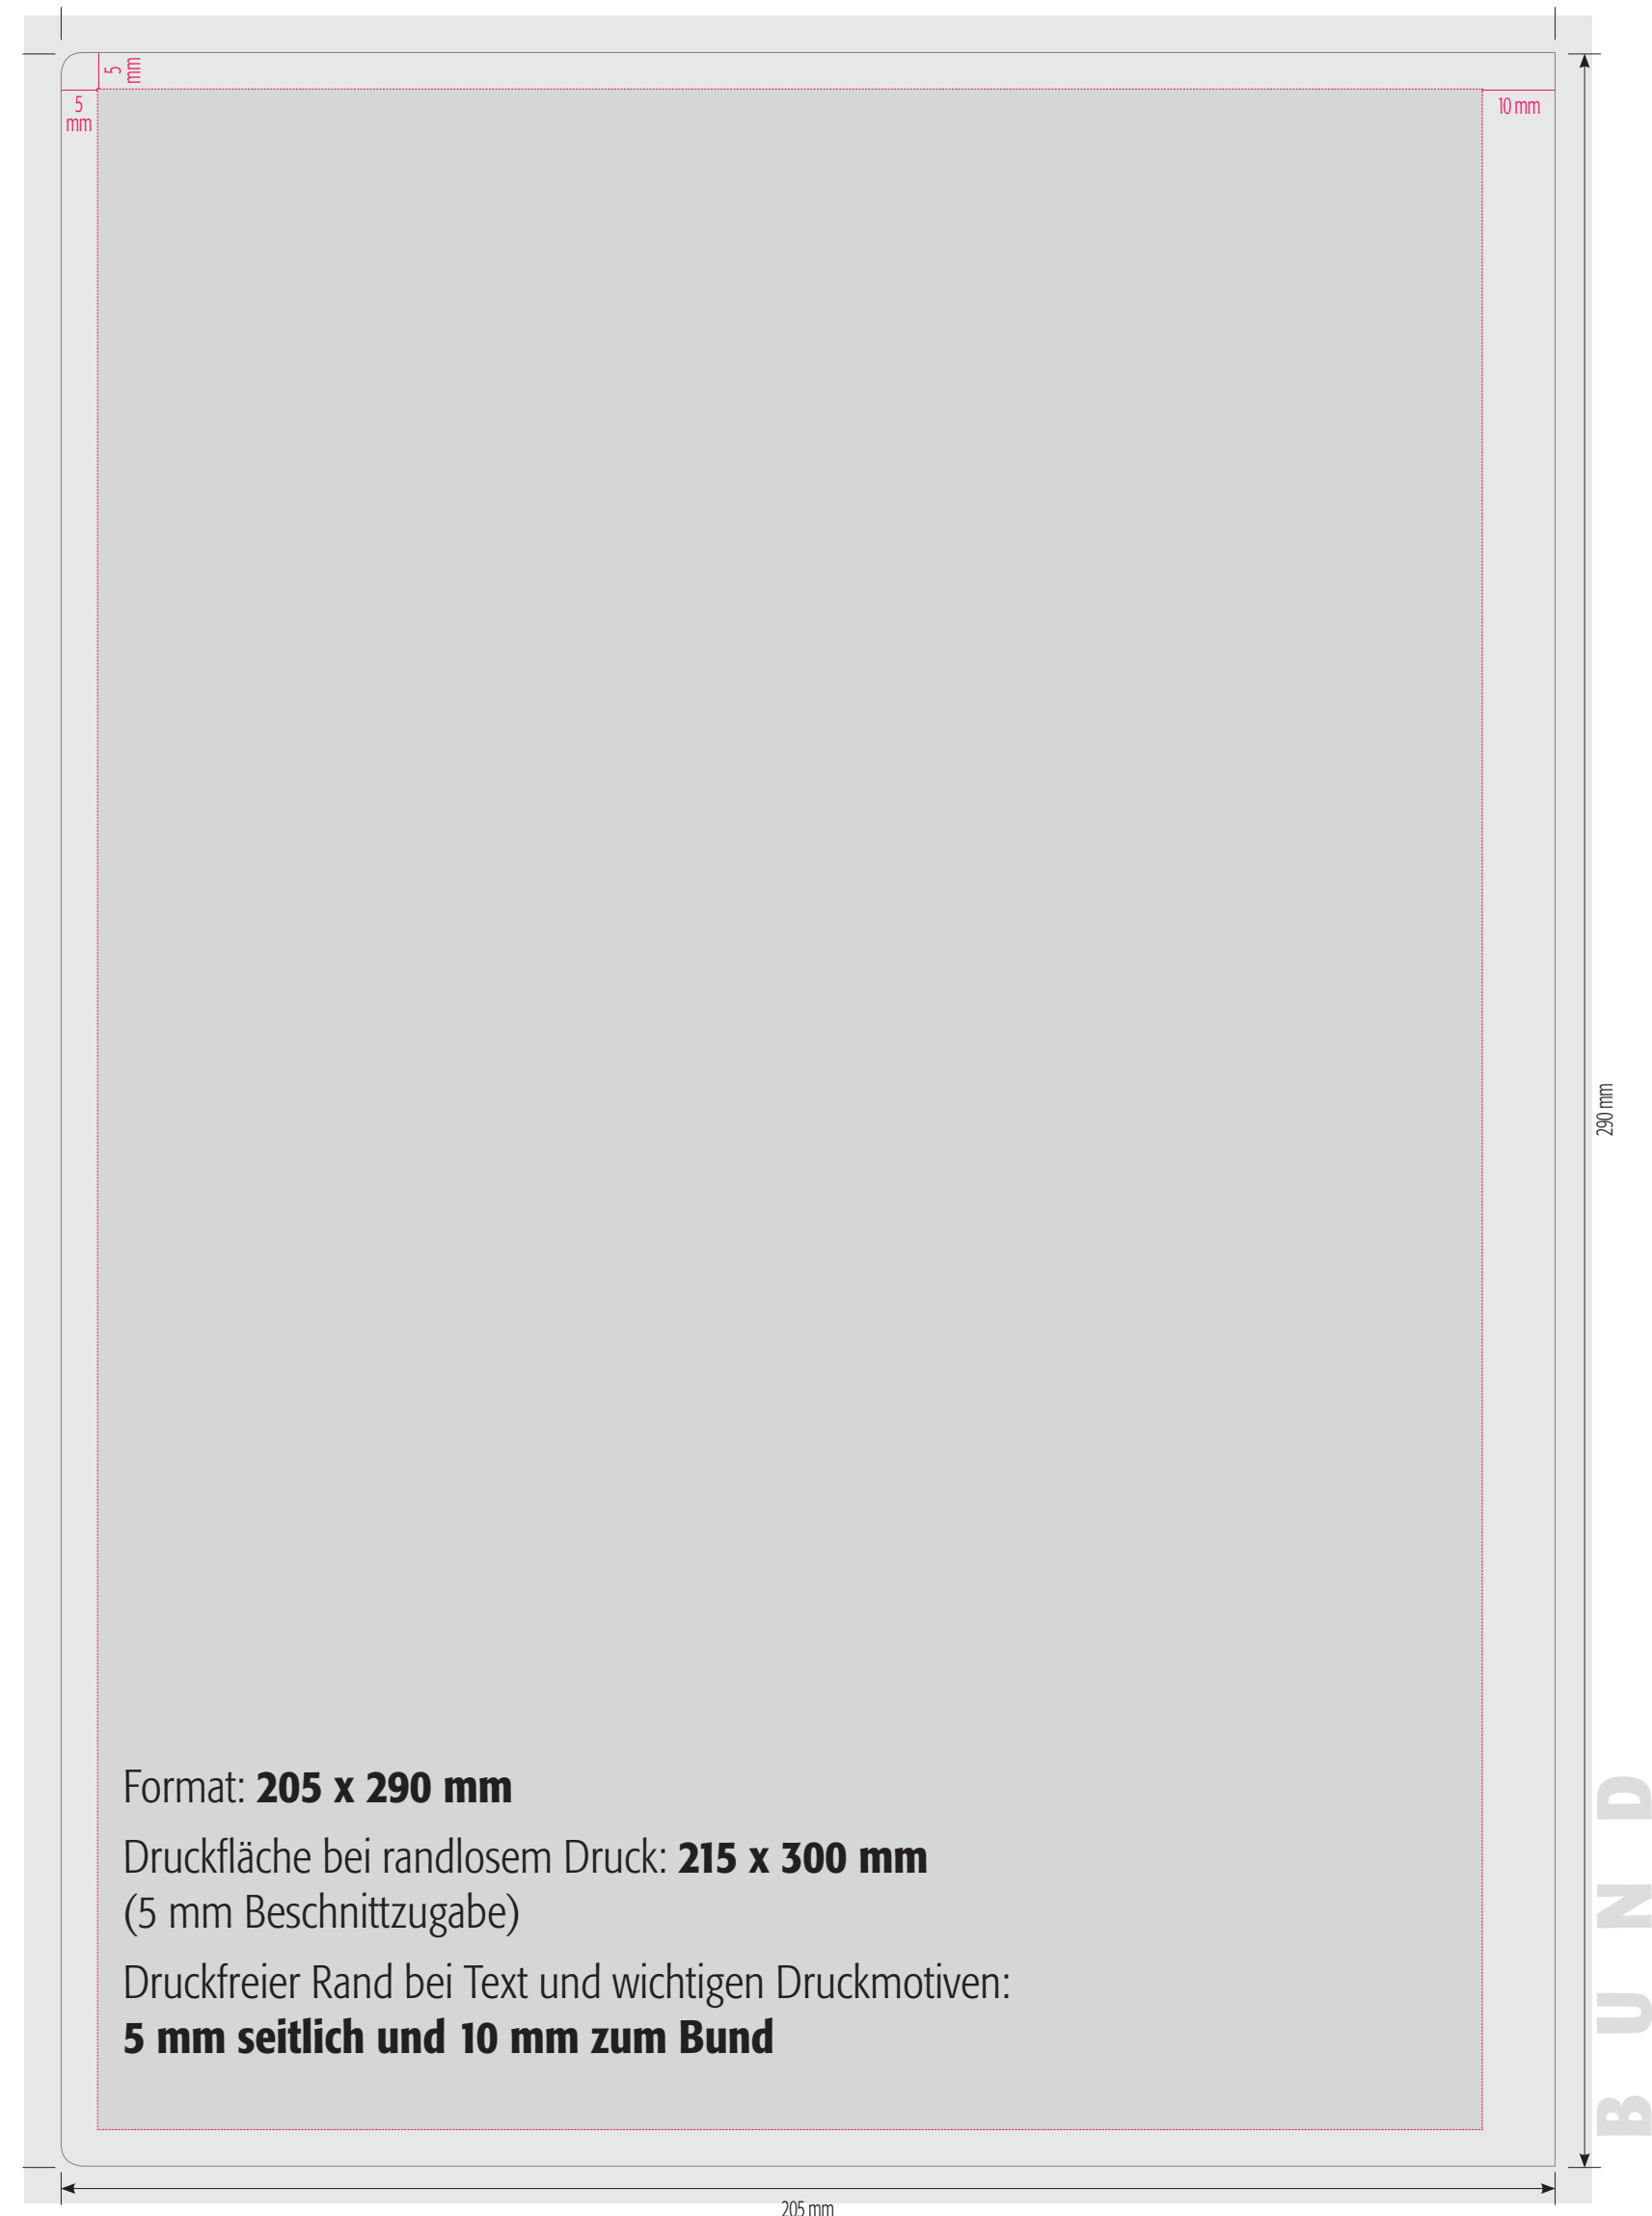 5
mm
5
mm
10 mm
290 mm
Format: 205 x 290 mm
Druckfläche bei randlosem Druck: 215 x 300 mm
(5 mm Beschnittzugabe)
Druckfreier Rand bei Text und wichtigen Druckmotiven:
5 mm seitlich und 10 mm zum Bund
BUND
205 mm